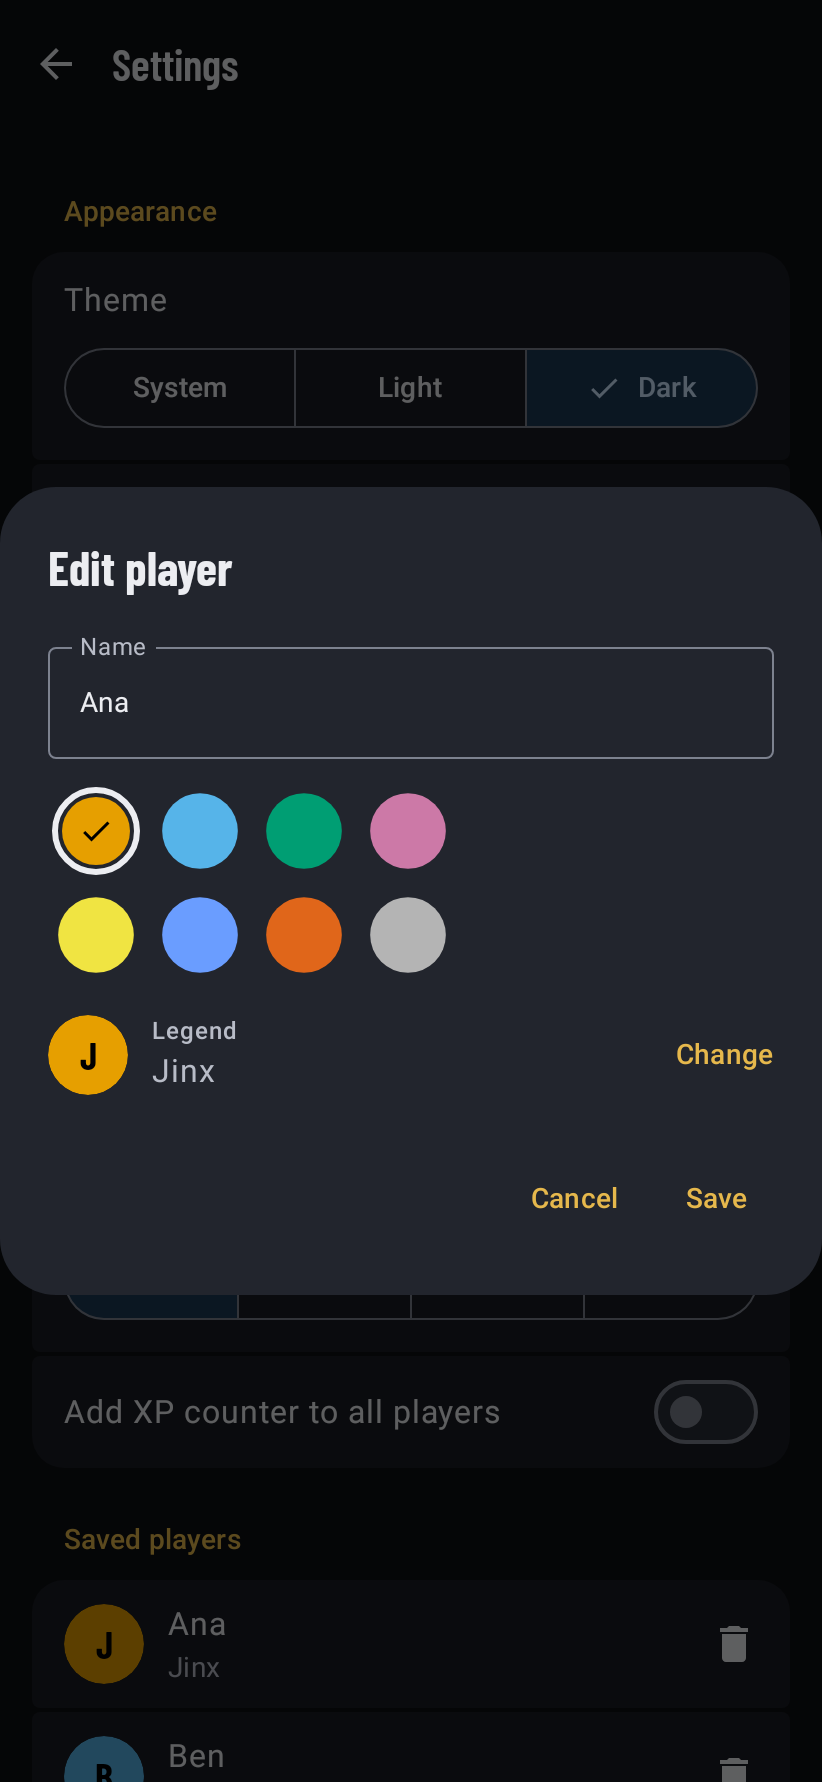 Settings
Appearance
Theme
System Light Dark
Edit player
Name
Ana
J
Legend
Jinx
Change
Cancel Save
Add XP counter to all players
Saved players
J
Ana
Jinx
B
Ben